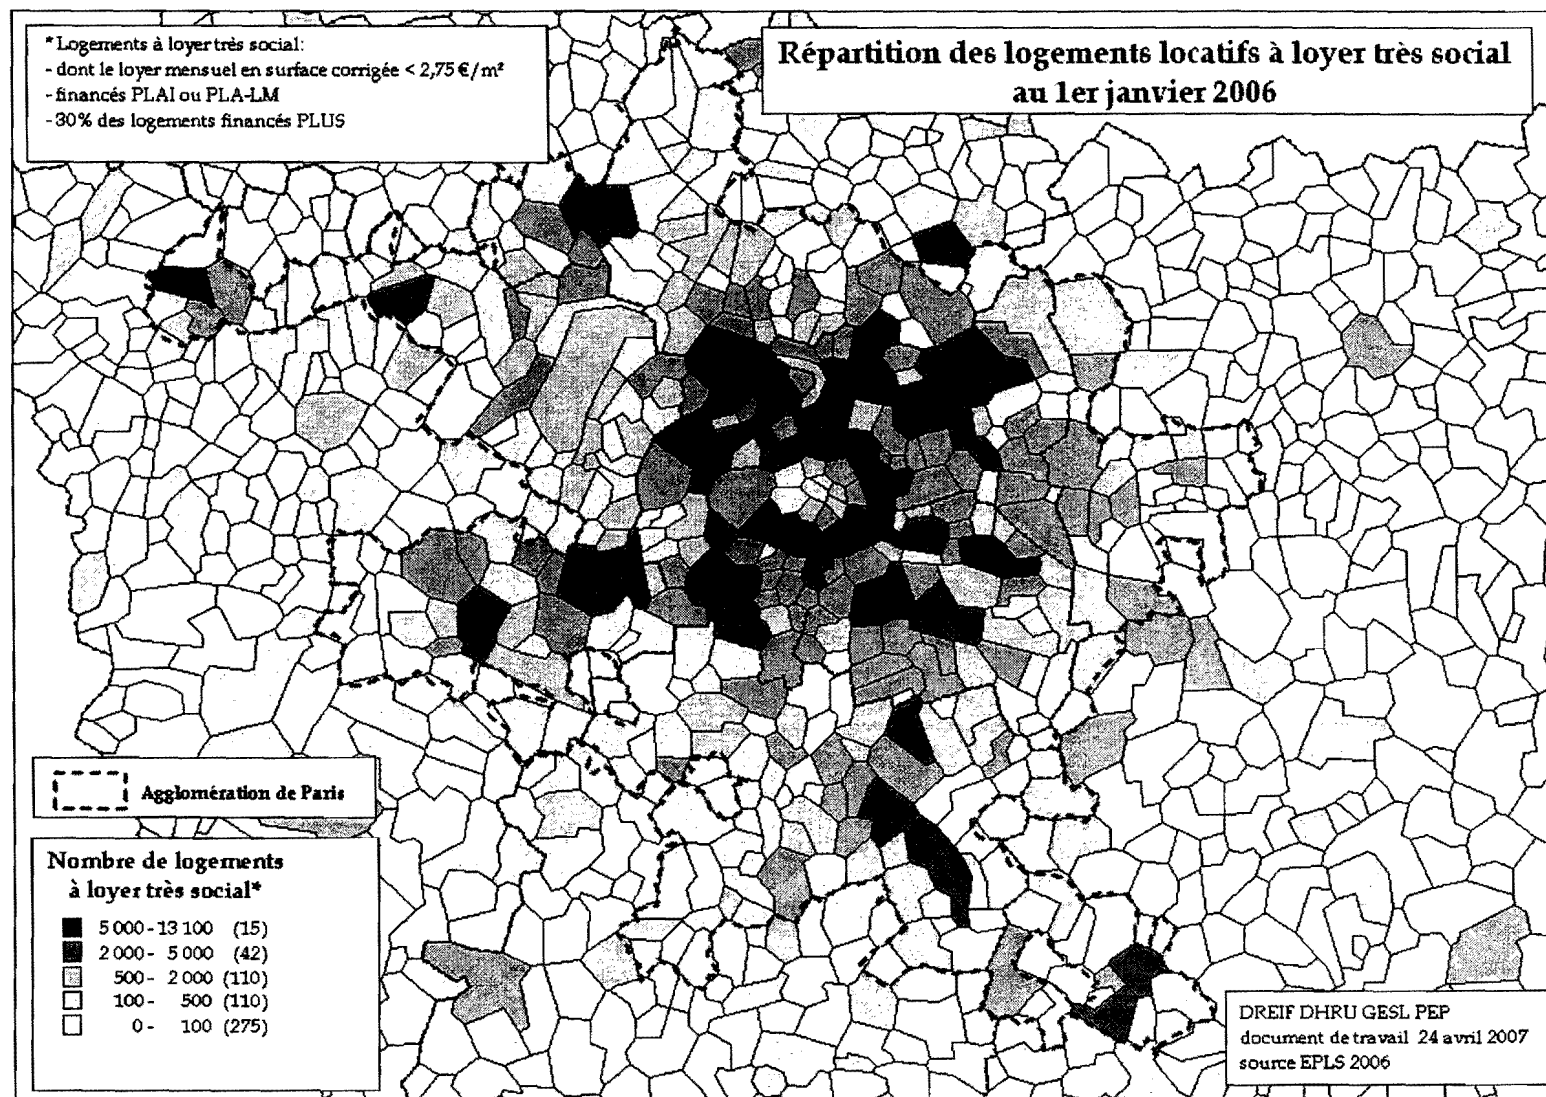 *Logements à loyer très social:
- dont le loyer mensuel en surface corrigée < 2,75 €/m²
- financés PLAI ou PLA-LM
- 30% des logements financés PLUS
Répartition des logements locatifs à loyer très social
au 1er janvier 2006
Agglomération de Paris
Nombre de logements
à loyer très social*
5 000 - 13 100 (15)
2 000 - 5 000 (42)
500 - 2 000 (110)
100 - 500 (110)
0 - 100 (275)
DREIF DHRU GESL PEP
document de travail 24 avril 2007
source EPLS 2006